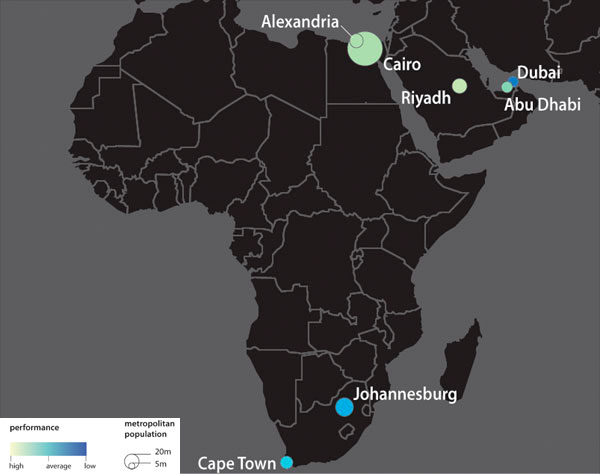 Alexandria
Cairo
Dubai
Riyadh
Abu Dhabi
Johannesburg
Cape Town
performance
high average low
metropolitan
population
20m
5m